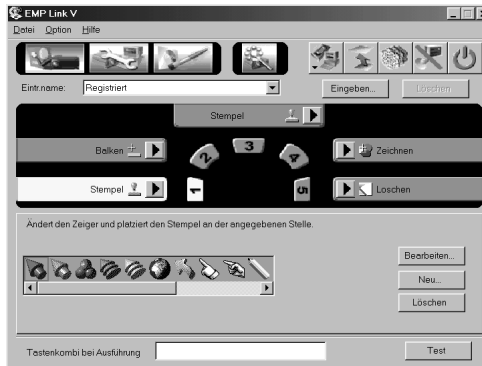 EMP Link V
Datei Option Hilfe
Eintr.name: Registriert Eingeben... Löschen
Stempel
Balken 2 3 4 Zeichnen
Stempel 1 5 Loschen
Ändert den Zeiger und platziert den Stempel an der angegebenen Stelle.
Bearbeiten...
Neu...
Löschen
Tastenkombi bei Ausführung Test